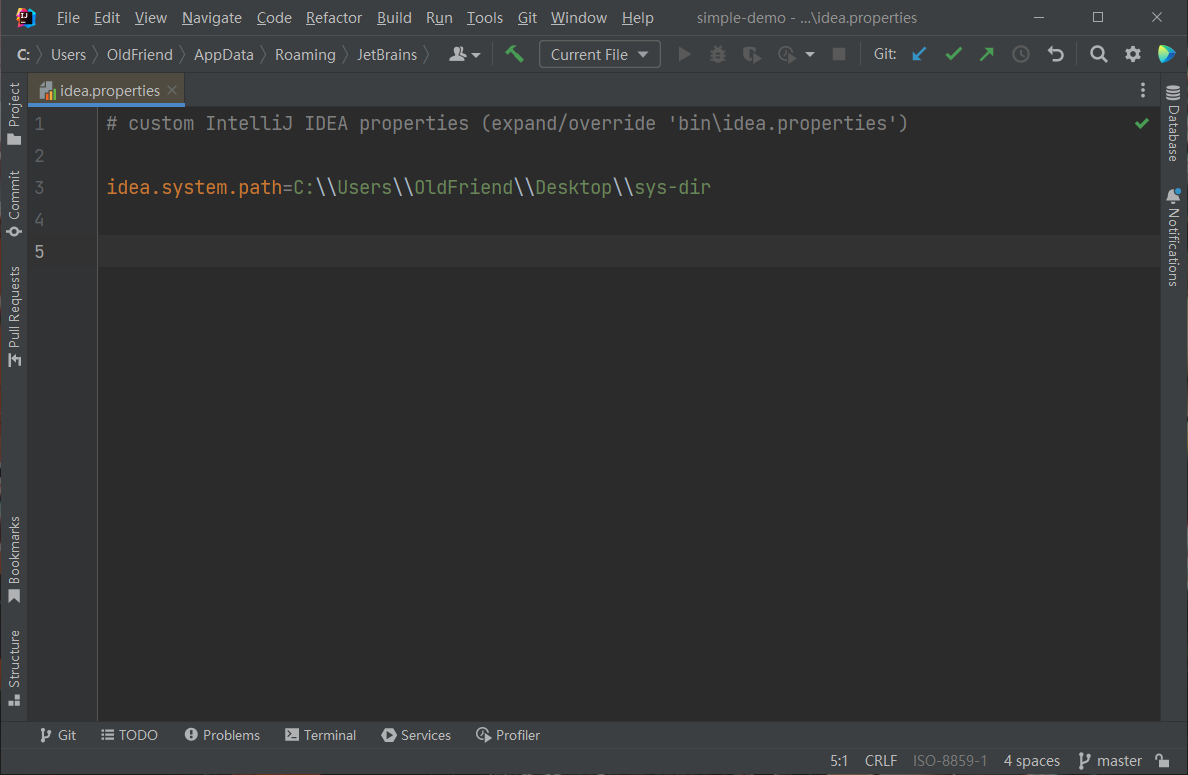 File Edit View Navigate Code Refactor Build Run Tools Git Window Help simple-demo - ...\idea.properties
C: Users OldFriend AppData Roaming JetBrains Current File Git:
idea.properties
1 # custom IntelliJ IDEA properties (expand/override 'bin\idea.properties')
2
3 idea.system.path=C:\\Users\\OldFriend\\Desktop\\sys-dir
4
5
Project
Commit
Pull Requests
Bookmarks
Structure
Database
Notifications
Git TODO Problems Terminal Services Profiler
5:1 CRLF ISO-8859-1 4 spaces master